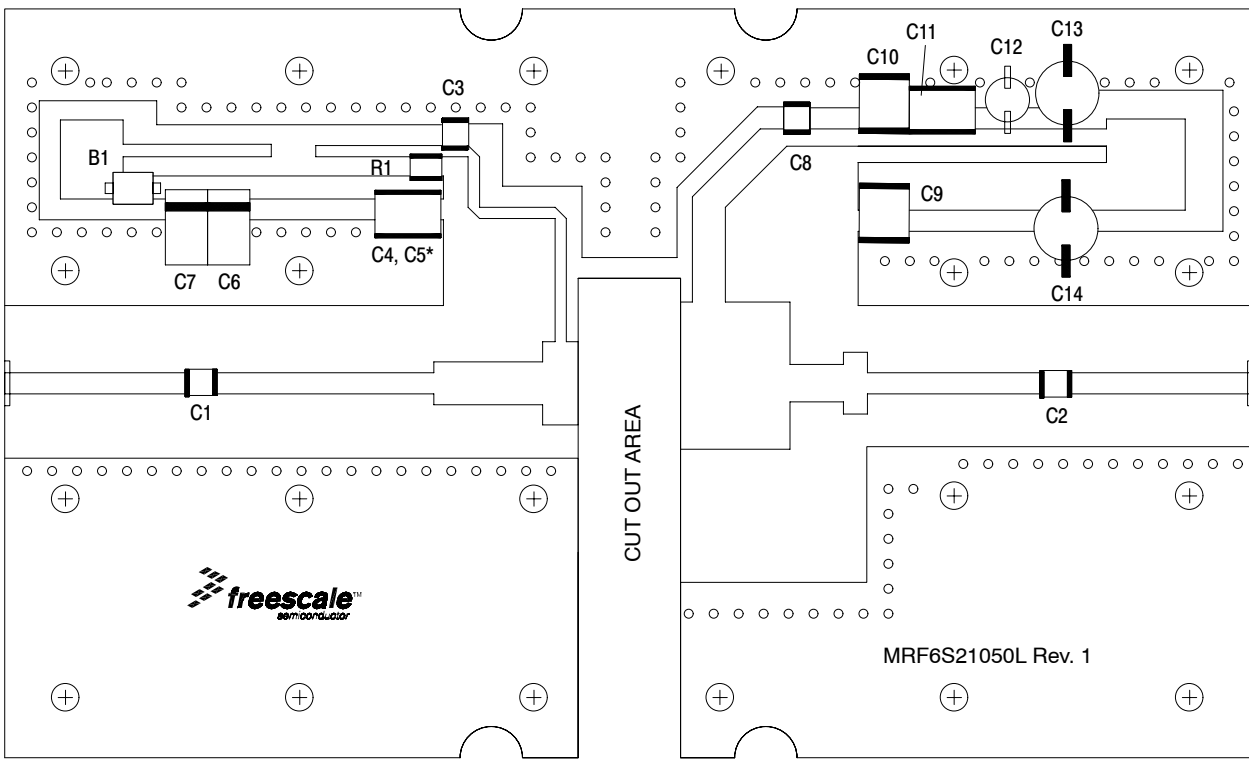 C11
C13
C10
C12
C3
B1
R1
C8
C9
C4, C5*
C7
C6
C14
C1
C2
CUT OUT AREA
freescale™
semiconductor
MRF6S21050L Rev. 1